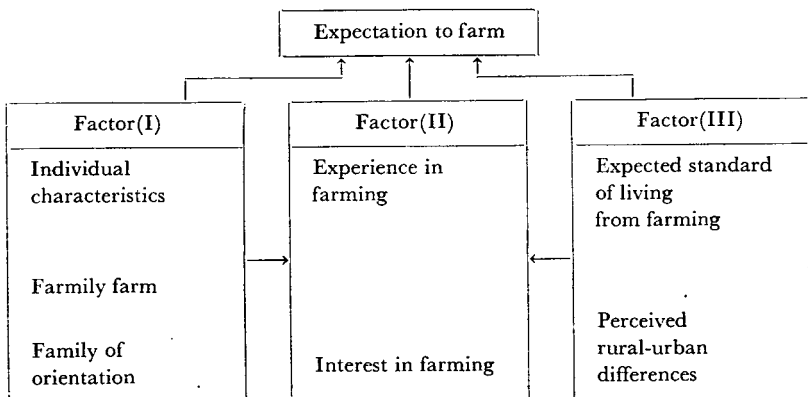 Expectation to farm
Factor(I)
Individual
characteristics
Farmily farm
Family of
orientation
Factor(II)
Experience in
farming
Interest in farming
Factor(III)
Expected standard
of living
from farming
Perceived
rural-urban
differences